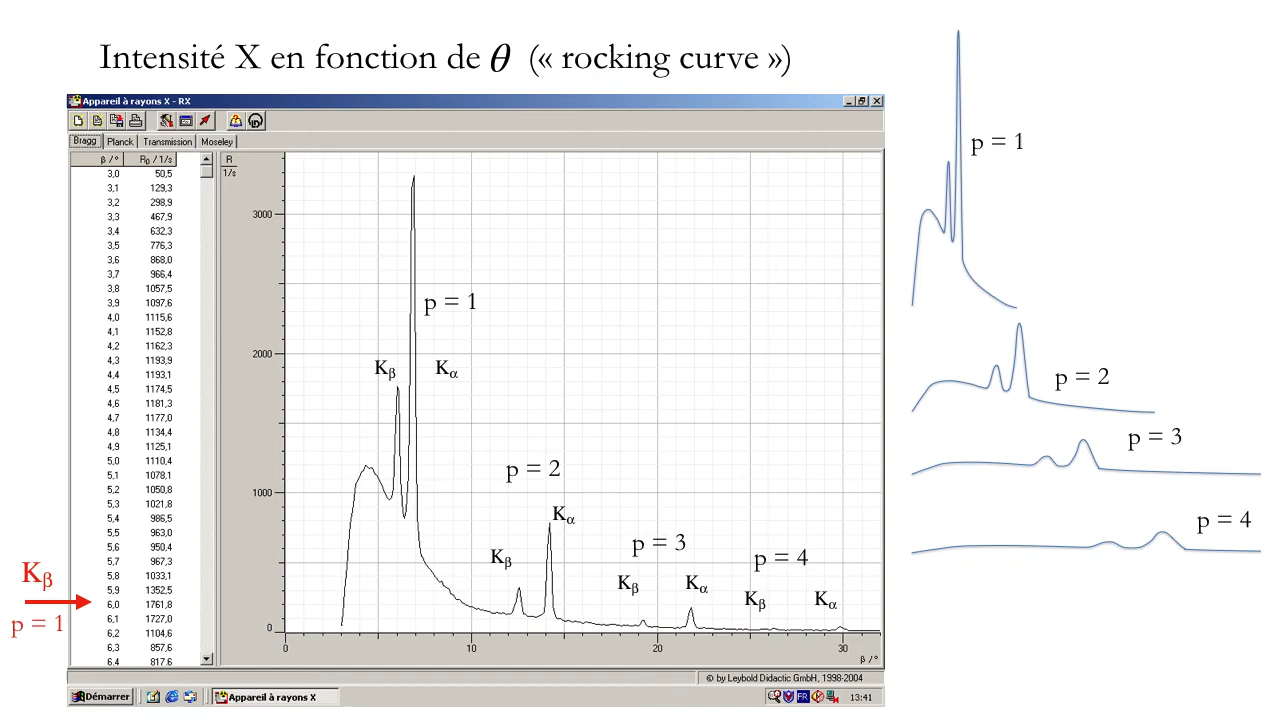 Intensité X en fonction de θ (« rocking curve »)
Appareil à rayons X - RX
Bragg Planck Transmission Moseley
β / ° R₀ / 1/s
3,0 50,5
3,1 129,3
3,2 298,9
3,3 467,9
3,4 632,3
3,5 776,3
3,6 868,0
3,7 966,4
3,8 1057,5
3,9 1097,6
4,0 1115,6
4,1 1152,8
4,2 1162,3
4,3 1193,9
4,4 1193,1
4,5 1174,5
4,6 1181,3
4,7 1177,0
4,8 1134,4
4,9 1125,1
5,0 1110,4
5,1 1078,1
5,2 1050,8
5,3 1021,8
5,4 986,5
5,5 963,0
5,6 950,4
5,7 967,3
5,8 1033,1
5,9 1352,5
6,0 1761,8
6,1 1727,0
6,2 1104,6
6,3 857,6
6,4 817,6
Kβ
p = 1
R
1/s
3000
2000
1000
0
0 10 20 30
β / °
p = 1
Kβ Kα
p = 2
Kα
Kβ
p = 3
Kβ Kα
p = 4
Kβ Kα
p = 1
p = 2
p = 3
p = 4
© by Leybold Didactic GmbH, 1998-2004
Démarrer Appareil à rayons X FR 13:41